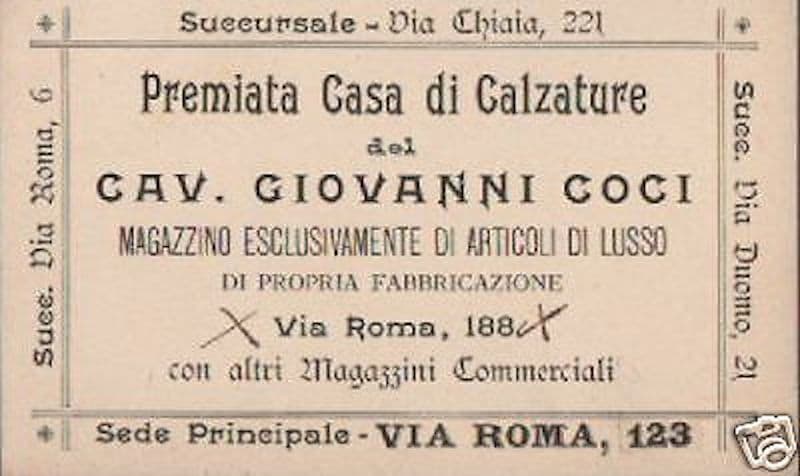 Succursale - Via Chiaia, 221
Succ. Via Roma, 6
Premiata Casa di Calzature
del
CAV. GIOVANNI COCI
MAGAZZINO ESCLUSIVAMENTE DI ARTICOLI DI LUSSO
DI PROPRIA FABBRICAZIONE
Via Roma, 188
con altri Magazzini Commerciali
Succ. Via Duomo, 21
Sede Principale - VIA ROMA, 123